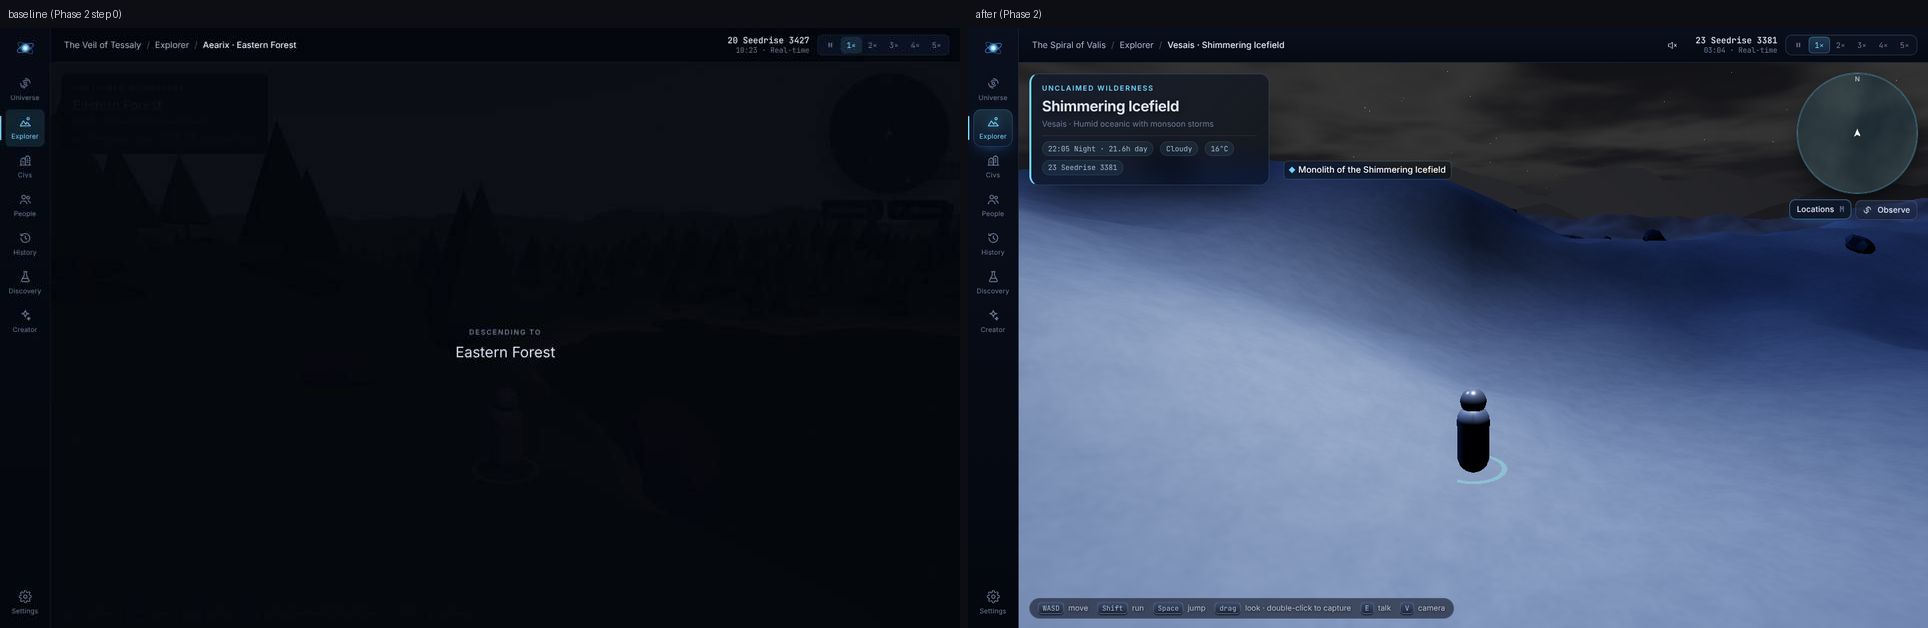 baseline (Phase 2 step 0)
The Veil of Tessaly / Explorer / Aearix · Eastern Forest
20 Seedrise 3427
10:23 · Real-time
1× 2× 3× 4× 5×
Universe
Explorer
Civs
People
History
Discovery
Creator
Settings
Eastern Forest
DESCENDING TO
Eastern Forest
after (Phase 2)
The Spiral of Valis / Explorer / Vesais · Shimmering Icefield
23 Seedrise 3381
03:04 · Real-time
1× 2× 3× 4× 5×
Universe
Explorer
Civs
People
History
Discovery
Creator
Settings
UNCLAIMED WILDERNESS
Shimmering Icefield
Vesais · Humid oceanic with monsoon storms
22:05 Night · 21.6h day
Cloudy
16°C
23 Seedrise 3381
Monolith of the Shimmering Icefield
N
Locations M
Observe
WASD move Shift run Space jump drag look · double-click to capture E talk V camera